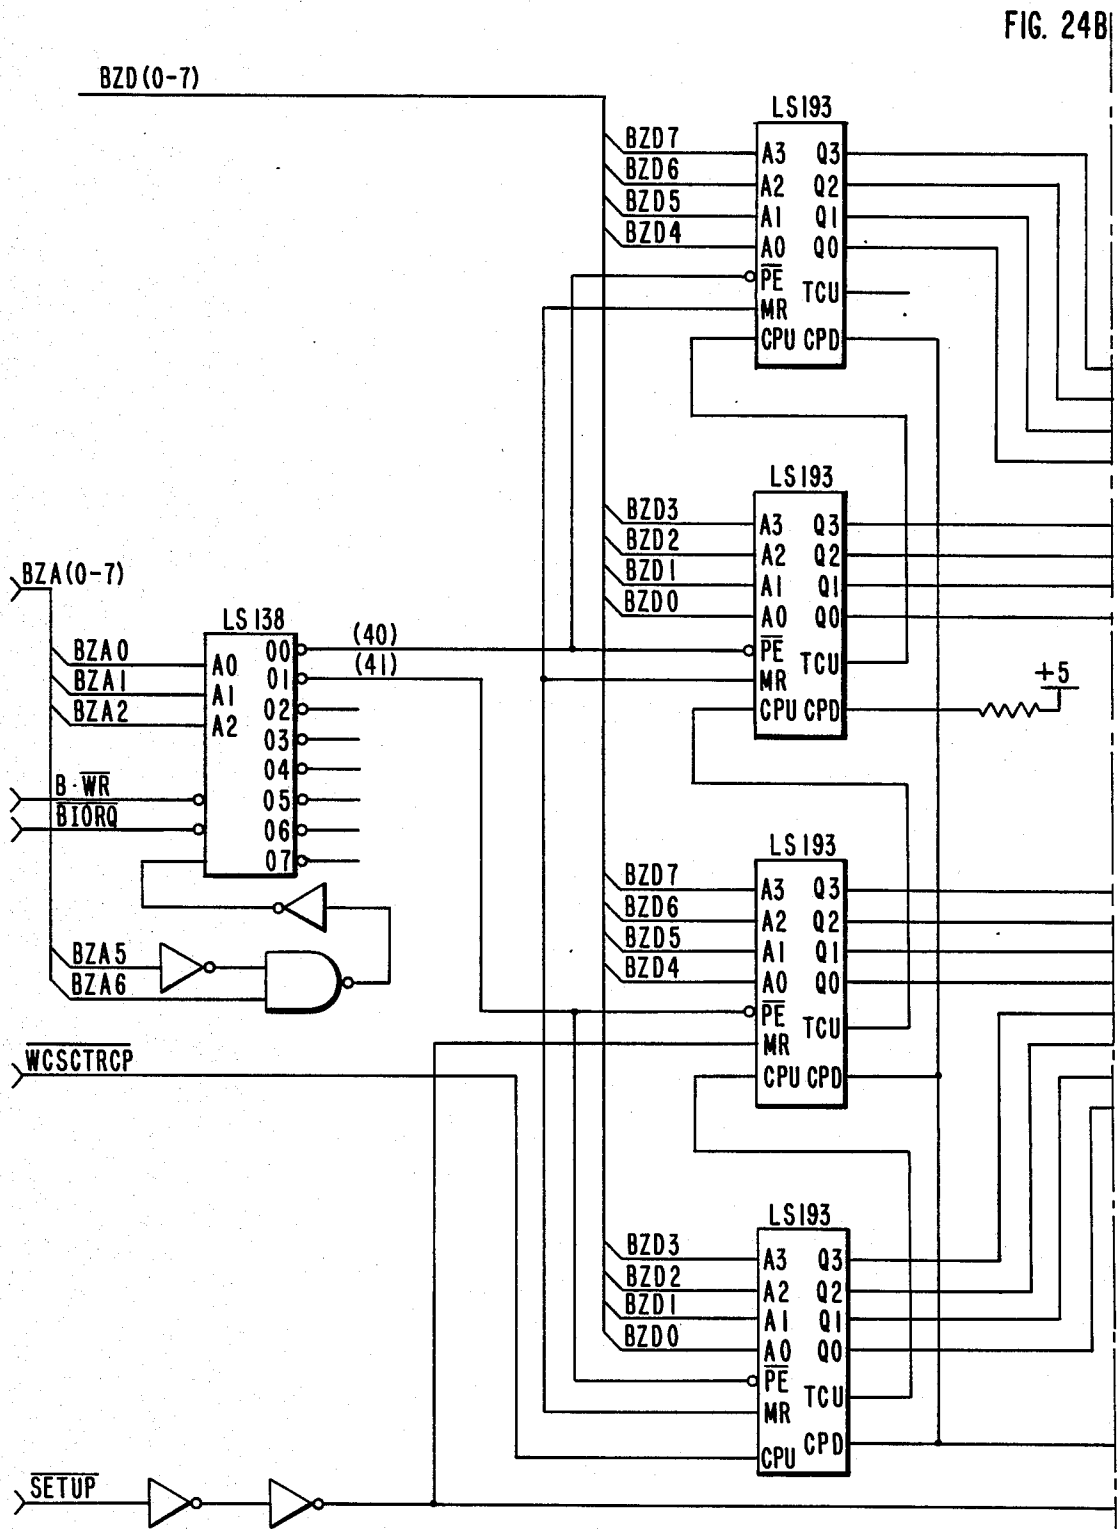 FIG. 24B
BZD(0-7)
LS193
BZD7
BZD6
BZD5
BZD4
A3 Q3
A2 Q2
A1 Q1
A0 Q0
PE
TCU
MR
CPU CPD
LS193
BZD3
BZD2
BZD1
BZD0
A3 Q3
A2 Q2
A1 Q1
A0 Q0
PE
TCU
MR
CPU CPD
+5
BZA(0-7)
LS138
BZA0
BZA1
BZA2
A0
A1
A2
00
01
02
03
04
05
06
07
(40)
(41)
B·WR
BIORQ
BZA5
BZA6
WCSCTRCP
LS193
BZD7
BZD6
BZD5
BZD4
A3 Q3
A2 Q2
A1 Q1
A0 Q0
PE
TCU
MR
CPU CPD
LS193
BZD3
BZD2
BZD1
BZD0
A3 Q3
A2 Q2
A1 Q1
A0 Q0
PE
TCU
MR
CPD
CPU
SETUP